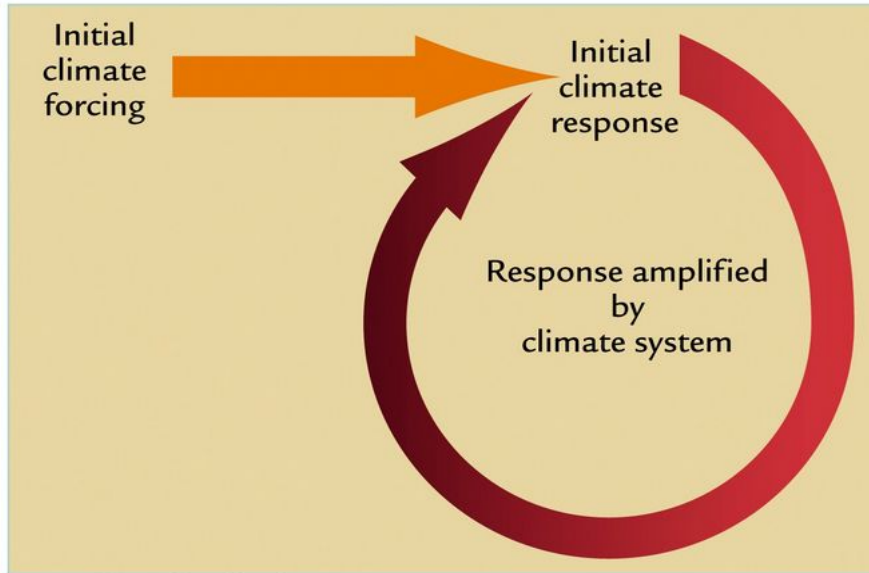 Initial
climate
forcing
Initial
climate
response
Response amplified
by
climate system